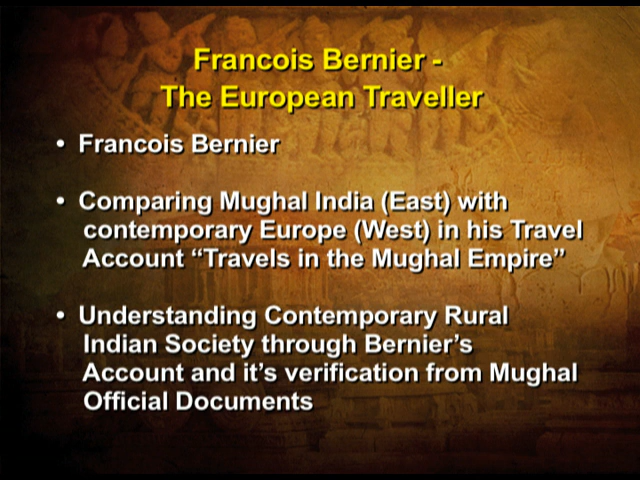 Francois Bernier -
The European Traveller
• Francois Bernier
• Comparing Mughal India (East) with
contemporary Europe (West) in his Travel
Account “Travels in the Mughal Empire”
• Understanding Contemporary Rural
Indian Society through Bernier’s
Account and it’s verification from Mughal
Official Documents